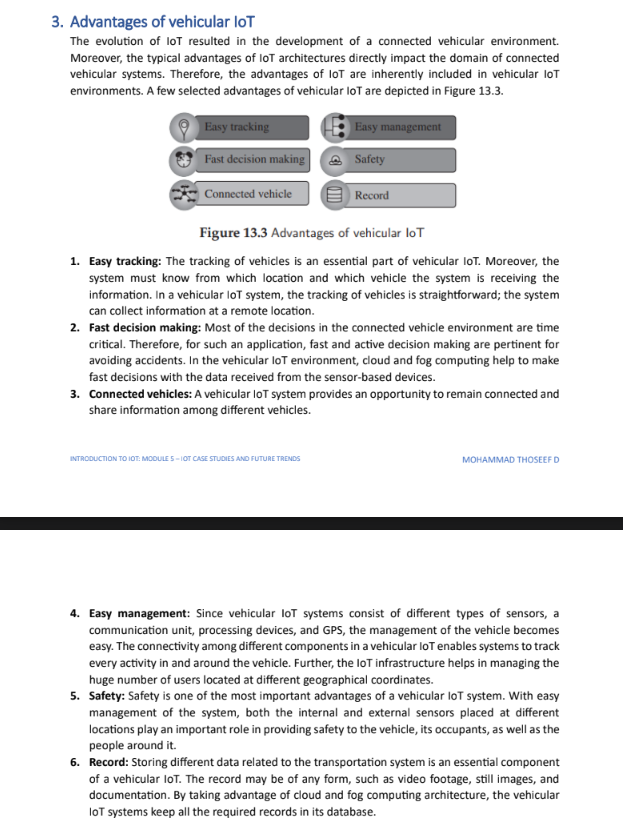 3. Advantages of vehicular IoT
The evolution of IoT resulted in the development of a connected vehicular environment.
Moreover, the typical advantages of IoT architectures directly impact the domain of connected
vehicular systems. Therefore, the advantages of IoT are inherently included in vehicular IoT
environments. A few selected advantages of vehicular IoT are depicted in Figure 13.3.
Easy tracking
Easy management
Fast decision making
Safety
Connected vehicle
Record
Figure 13.3 Advantages of vehicular IoT
1. Easy tracking: The tracking of vehicles is an essential part of vehicular IoT. Moreover, the
system must know from which location and which vehicle the system is receiving the
information. In a vehicular IoT system, the tracking of vehicles is straightforward; the system
can collect information at a remote location.
2. Fast decision making: Most of the decisions in the connected vehicle environment are time
critical. Therefore, for such an application, fast and active decision making are pertinent for
avoiding accidents. In the vehicular IoT environment, cloud and fog computing help to make
fast decisions with the data received from the sensor-based devices.
3. Connected vehicles: A vehicular IoT system provides an opportunity to remain connected and
share information among different vehicles.
INTRODUCTION TO IOT: MODULE 5 – IOT CASE STUDIES AND FUTURE TRENDS
MOHAMMAD THOSEEF D
4. Easy management: Since vehicular IoT systems consist of different types of sensors, a
communication unit, processing devices, and GPS, the management of the vehicle becomes
easy. The connectivity among different components in a vehicular IoT enables systems to track
every activity in and around the vehicle. Further, the IoT infrastructure helps in managing the
huge number of users located at different geographical coordinates.
5. Safety: Safety is one of the most important advantages of a vehicular IoT system. With easy
management of the system, both the internal and external sensors placed at different
locations play an important role in providing safety to the vehicle, its occupants, as well as the
people around it.
6. Record: Storing different data related to the transportation system is an essential component
of a vehicular IoT. The record may be of any form, such as video footage, still images, and
documentation. By taking advantage of cloud and fog computing architecture, the vehicular
IoT systems keep all the required records in its database.